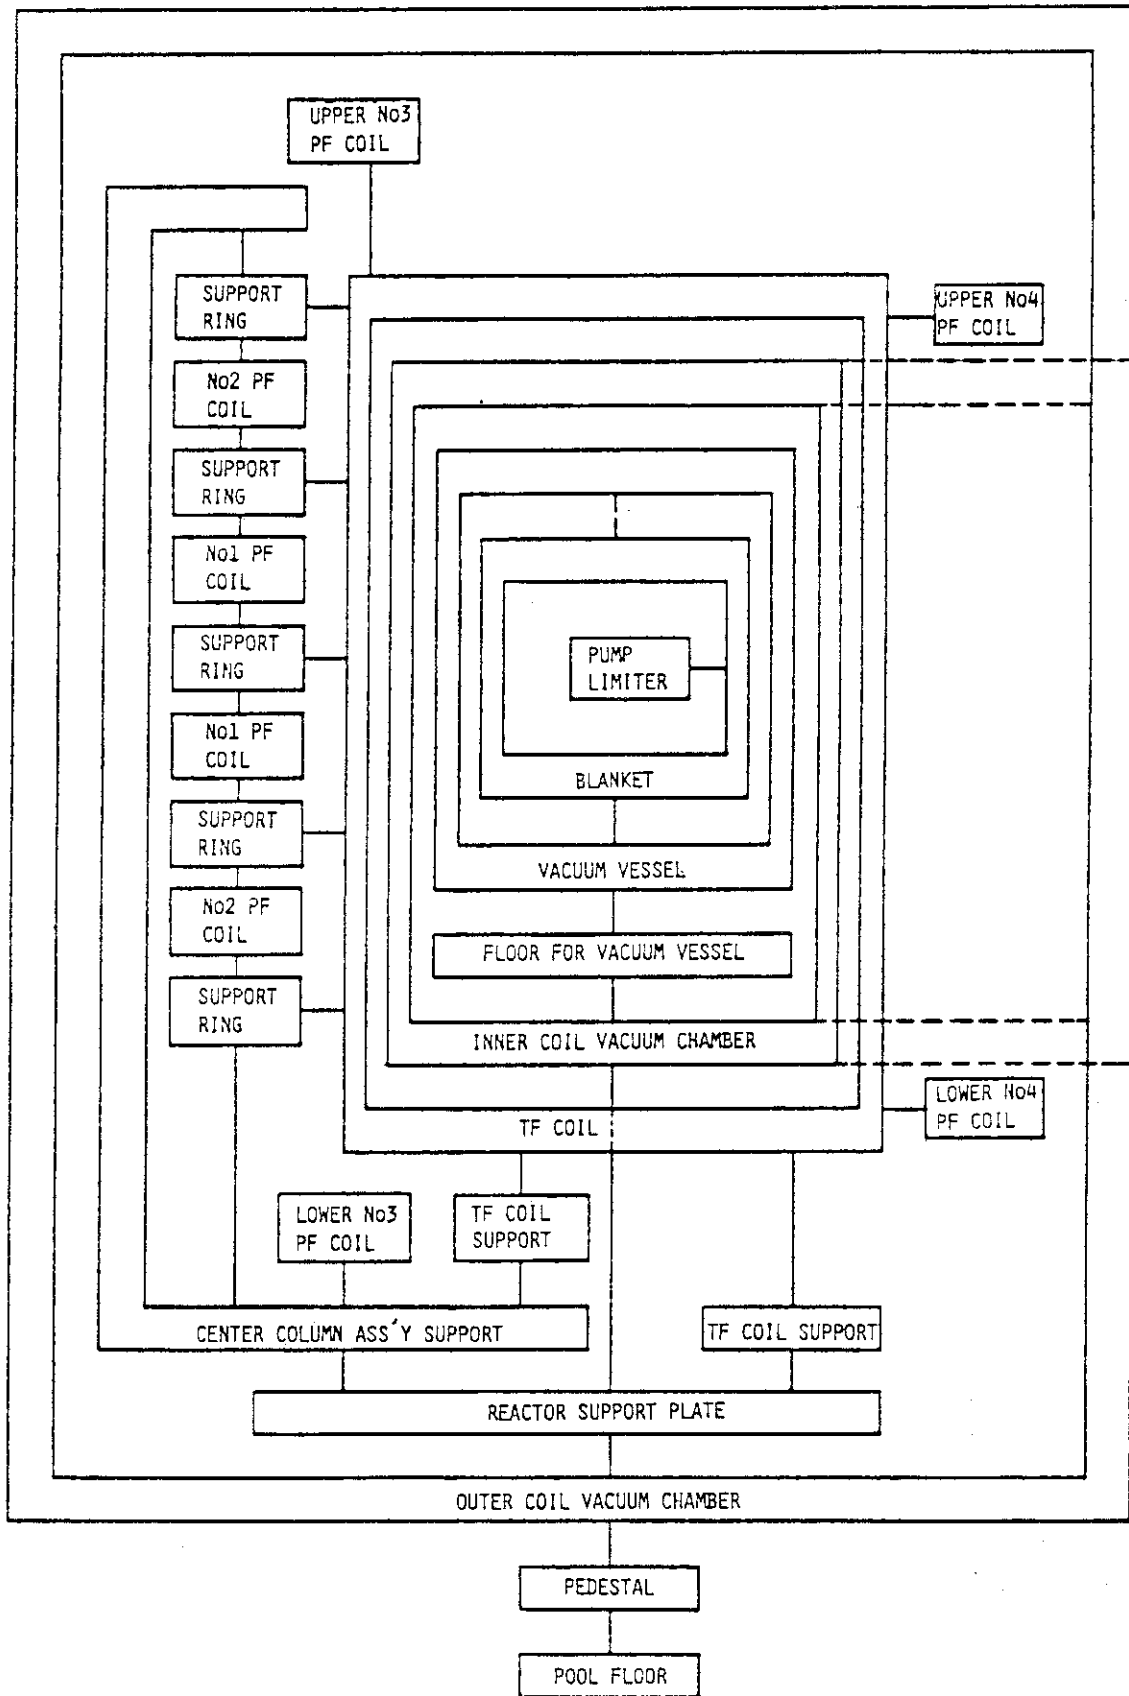 UPPER No3
PF COIL
SUPPORT
RING
UPPER No4
PF COIL
No2 PF
COIL
SUPPORT
RING
No1 PF
COIL
SUPPORT
RING
PUMP
LIMITER
No1 PF
COIL
BLANKET
SUPPORT
RING
VACUUM VESSEL
No2 PF
COIL
FLOOR FOR VACUUM VESSEL
SUPPORT
RING
INNER COIL VACUUM CHAMBER
LOWER No4
PF COIL
TF COIL
LOWER No3
PF COIL
TF COIL
SUPPORT
CENTER COLUMN ASS'Y SUPPORT
TF COIL SUPPORT
REACTOR SUPPORT PLATE
OUTER COIL VACUUM CHAMBER
PEDESTAL
POOL FLOOR